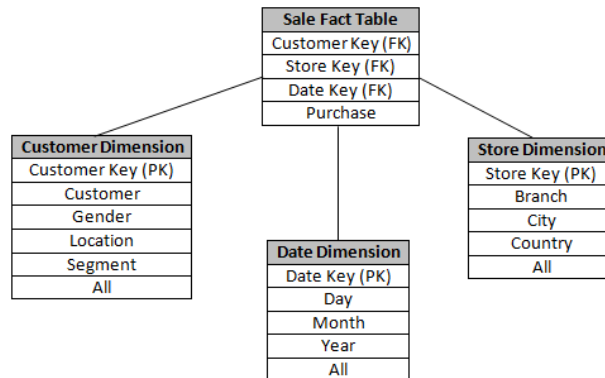 Sale Fact Table
Customer Key (FK)
Store Key (FK)
Date Key (FK)
Purchase
Customer Dimension
Customer Key (PK)
Customer
Gender
Location
Segment
All
Date Dimension
Date Key (PK)
Day
Month
Year
All
Store Dimension
Store Key (PK)
Branch
City
Country
All